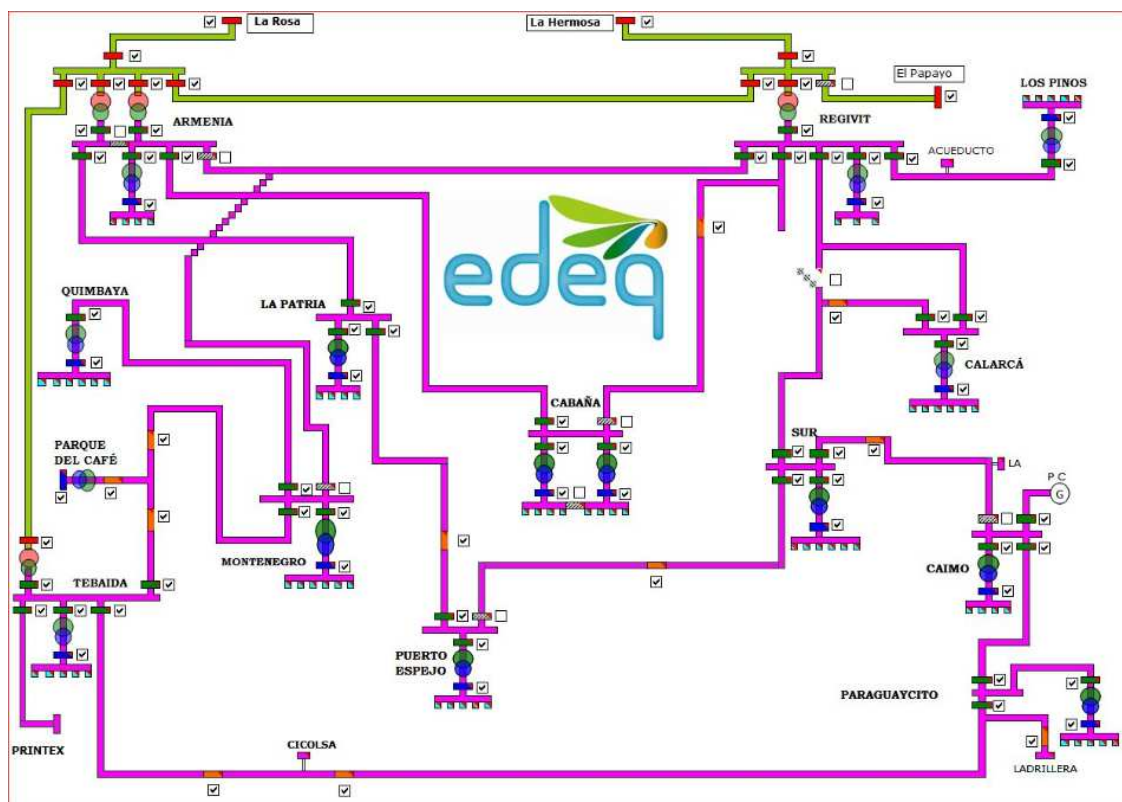 La Rosa
La Hermosa
El Papayo
LOS PINOS
ARMENIA
REGIVIT
ACUEDUCTO
edeq
QUIMBAYA
LA PATRIA
CALARCÁ
CABAÑA
PARQUE
DEL CAFÉ
SUR
LA
P C
G
MONTENEGRO
CAIMO
TEBAIDA
PUERTO
ESPEJO
PARAGUAYCITO
PRINTEX
CICOLSA
LADRILLERA